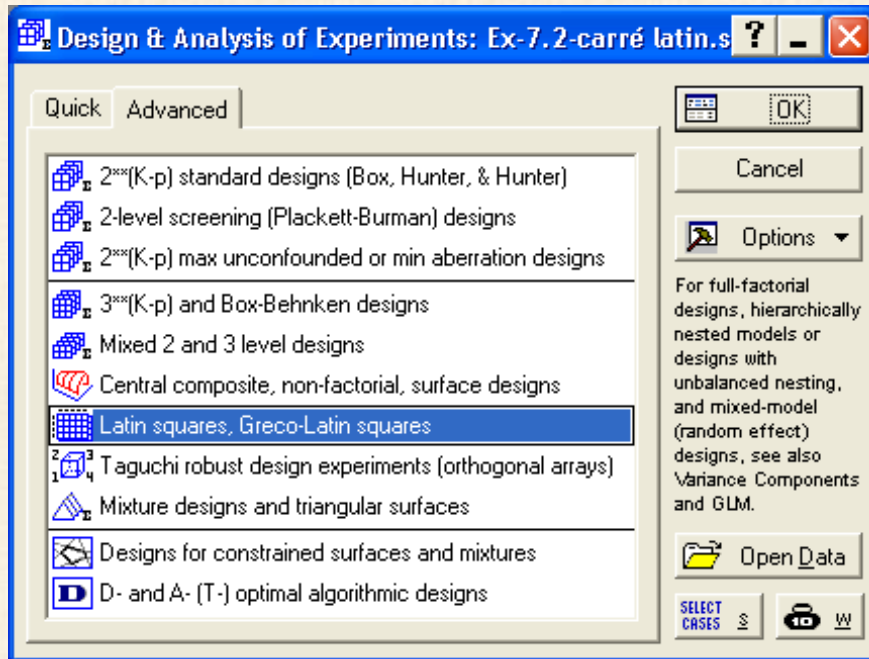 Design & Analysis of Experiments: Ex-7.2-carré latin.s
Quick
Advanced
2**(K-p) standard designs (Box, Hunter, & Hunter)
2-level screening (Plackett-Burman) designs
2**(K-p) max unconfounded or min aberration designs
3**(K-p) and Box-Behnken designs
Mixed 2 and 3 level designs
Central composite, non-factorial, surface designs
Latin squares, Greco-Latin squares
Taguchi robust design experiments (orthogonal arrays)
Mixture designs and triangular surfaces
Designs for constrained surfaces and mixtures
D- and A- (T-) optimal algorithmic designs
OK
Cancel
Options
For full-factorial
designs, hierarchically
nested models or
designs with
unbalanced nesting,
and mixed-model
(random effect)
designs, see also
Variance Components
and GLM.
Open Data
SELECT
CASES
S
W